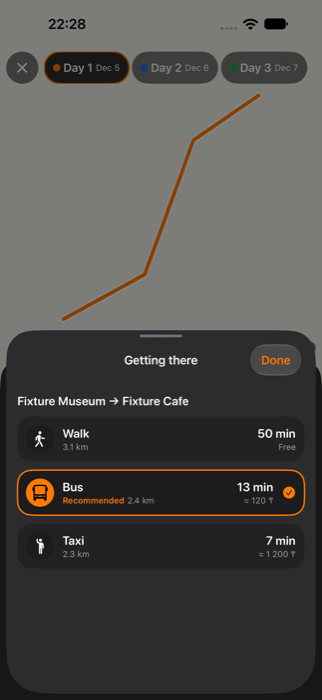 22:28
Day 1 Dec 5
Day 2 Dec 6
Day 3 Dec 7
Getting there
Done
Fixture Museum → Fixture Cafe
Walk
50 min
3.1 km
Free
Bus
13 min
Recommended 2.4 km
≈ 120 ₸
Taxi
7 min
2.3 km
≈ 1 200 ₸